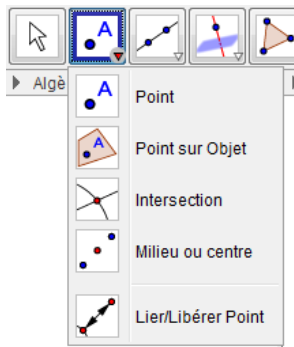 A
Algè
A
Point
A
Point sur Objet
Intersection
Milieu ou centre
Lier/Libérer Point